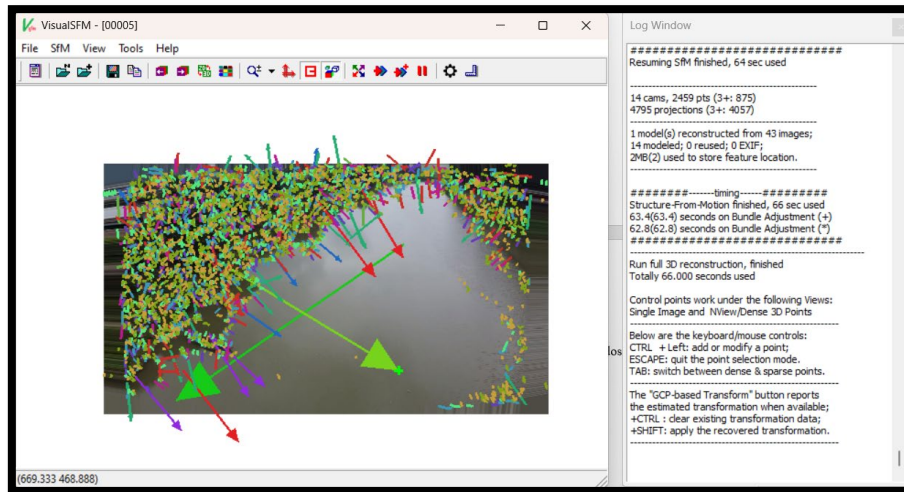 VisualSFM - [00005]
File SfM View Tools Help
(669.333 468.888)
los
Log Window
##############################
Resuming SfM finished, 64 sec used
----------------------------------------------------
14 cams, 2459 pts (3+: 875)
4795 projections (3+: 4057)
----------------------------------------------------
1 model(s) reconstructed from 43 images;
14 modeled; 0 reused; 0 EXIF;
2MB(2) used to store feature location.
----------------------------------------------------
########-------timing------#########
Structure-From-Motion finished, 66 sec used
63.4(63.4) seconds on Bundle Adjustment (+)
62.8(62.8) seconds on Bundle Adjustment (*)
##############################
-----------------------------------------------------------------
Run full 3D reconstruction, finished
Totally 66.000 seconds used
Control points work under the following Views:
Single Image and NView/Dense 3D Points
----------------------------------------------------------
Below are the keyboard/mouse controls:
CTRL + Left: add or modify a point;
ESCAPE: quit the point selection mode.
TAB: switch between dense & sparse points.
----------------------------------------------------------
The "GCP-based Transform" button reports
the estimated transformation when available;
+CTRL : clear existing transformation data;
+SHIFT: apply the recovered transformation.
----------------------------------------------------------